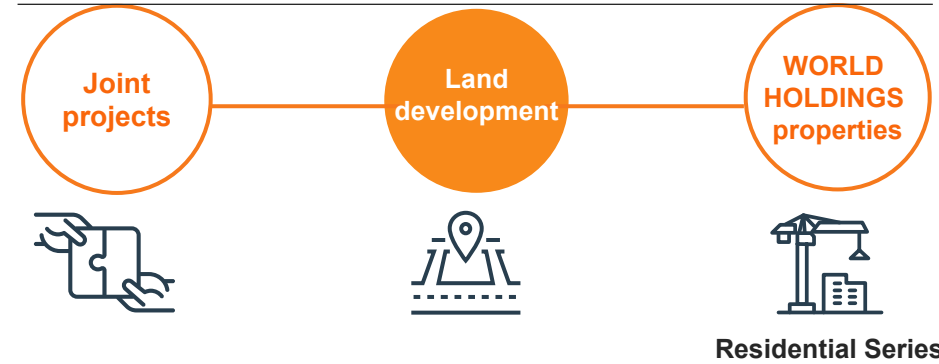 Joint
projects
Land
development
WORLD
HOLDINGS
properties
Residential Series